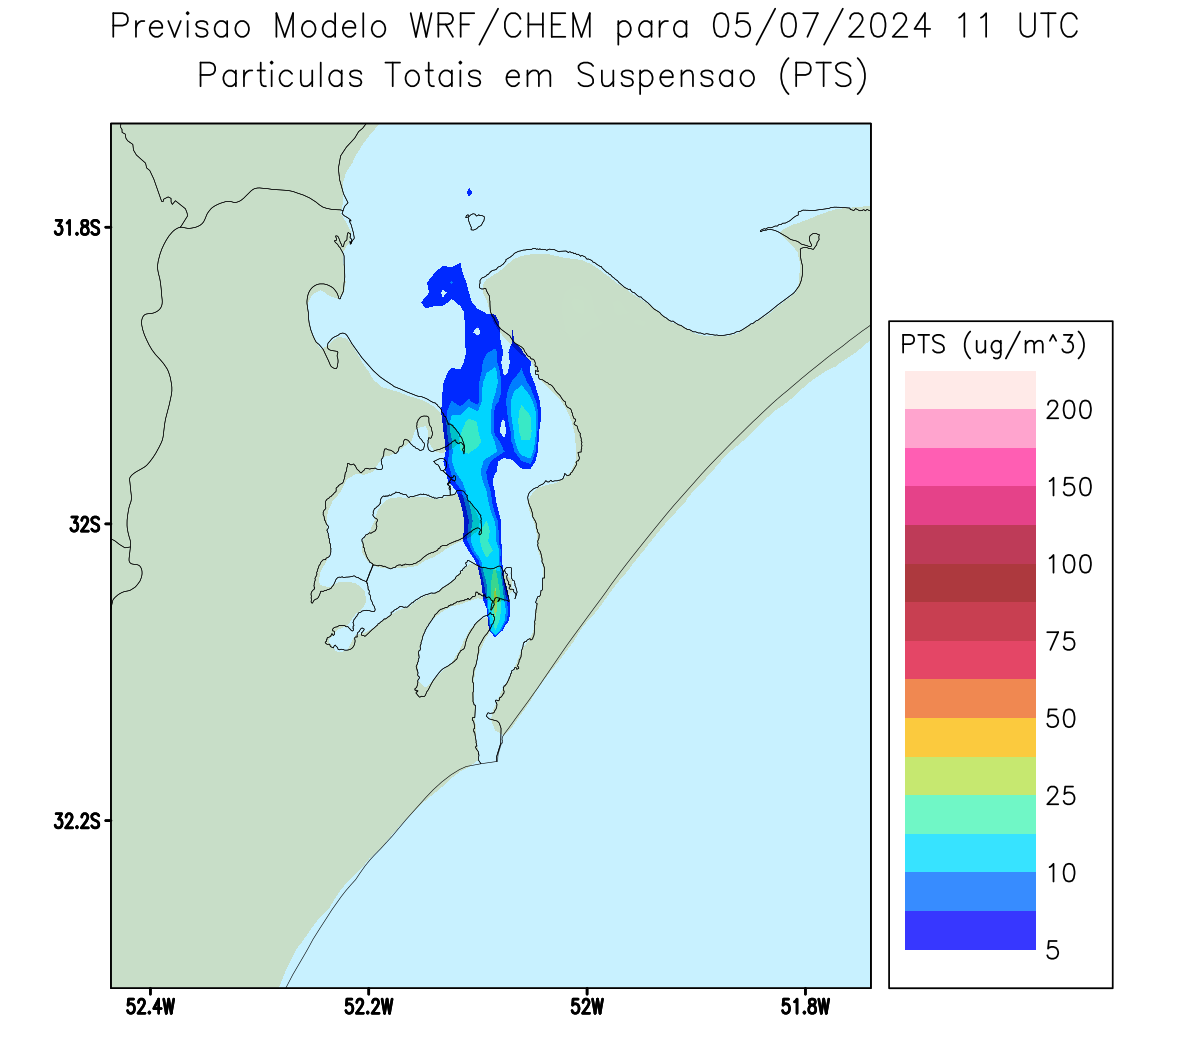 Previsao Modelo WRF/CHEM para 05/07/2024 11 UTC
Particulas Totais em Suspensao (PTS)
31.8S
32S
32.2S
52.4W
52.2W
52W
51.8W
PTS (ug/m^3)
200
150
100
75
50
25
10
5